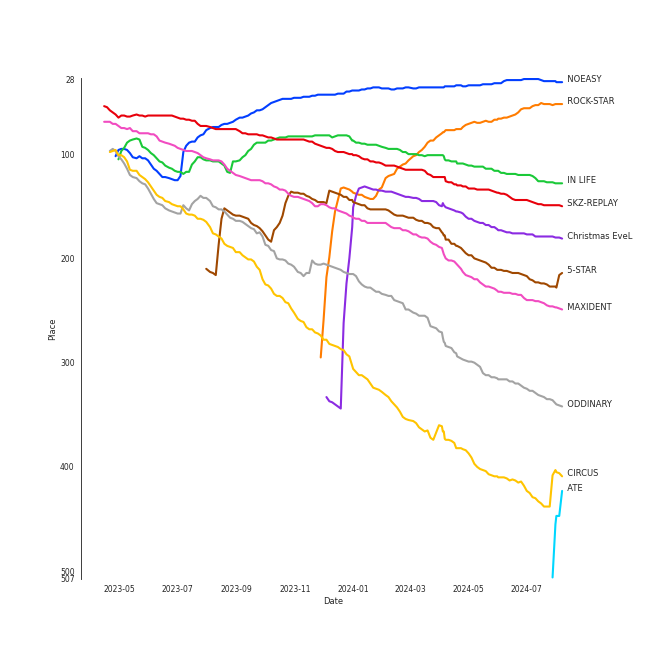 28
100
200
300
400
500
507
Place
2023-05
2023-07
2023-09
2023-11
2024-01
2024-03
2024-05
2024-07
Date
NOEASY
ROCK-STAR
IN LIFE
SKZ-REPLAY
Christmas EveL
5-STAR
MAXIDENT
ODDINARY
CIRCUS
ATE